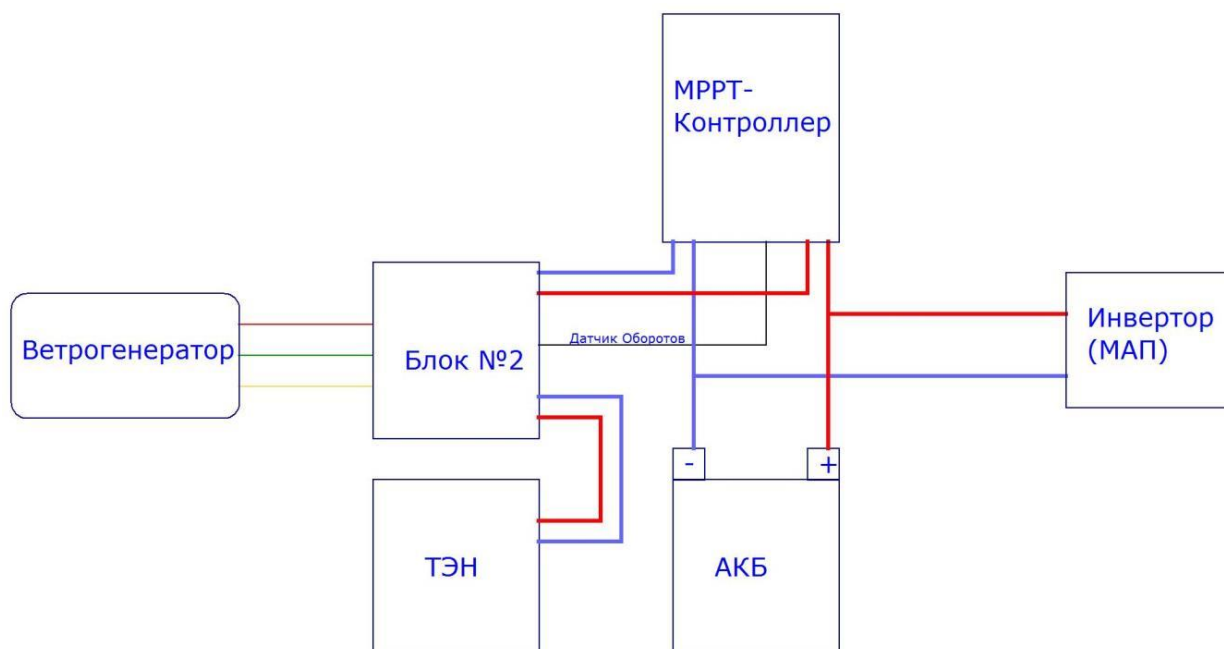 МРРТ-
Контроллер
Ветрогенератор
Блок №2
Датчик Оборотов
Инвертор
(МАП)
-
+
ТЭН
АКБ